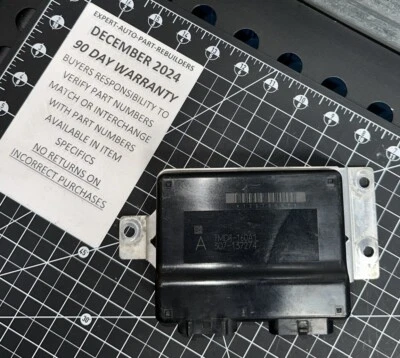 EXPERT-AUTO-PART-REBUILDERS
DECEMBER 2024
90 DAY WARRANTY
BUYERS RESPONSIBILITY TO
VERIFY PART NUMBERS
MATCH OR INTERCHANGE
WITH PART NUMBERS
AVAILABLE IN ITEM
SPECIFICS
NO RETURNS ON
INCORRECT PURCHASES
A